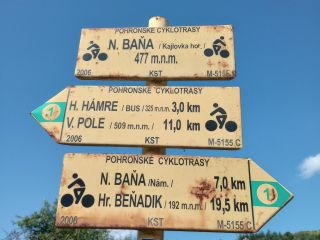 POHRONSKÉ CYKLOTRASY
N. BAŇA / Kajlovka hot. /
477 m.n.m.
2006 KST M-5155 C
POHRONSKÉ CYKLOTRASY
H. HÁMRE / BUS / 325 m.n.m. 3,0 km
V. POLE / 509 m.n.m. / 11,0 km
2006 KST M-5155 C
POHRONSKÉ CYKLOTRASY
N. BAŇA /Nám./ 7,0 km
Hr. BEŇADIK / 192 m.n.m. / 19,5 km
2006 KST M-5155 C